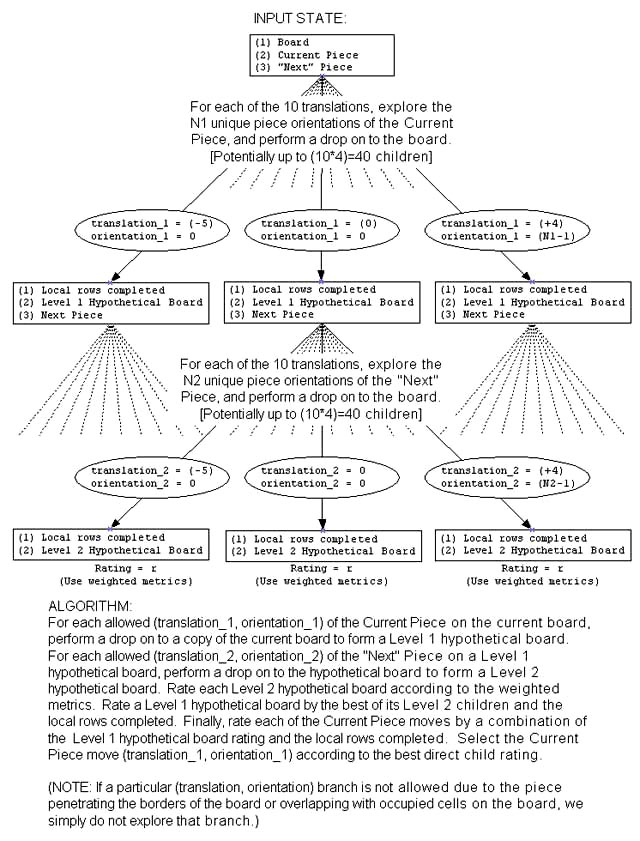 INPUT STATE:
(1) Board
(2) Current Piece
(3) "Next" Piece
For each of the 10 translations, explore the
N1 unique piece orientations of the Current
Piece, and perform a drop on to the board.
[Potentially up to (10*4)=40 children]
translation_1 = (-5)
orientation_1 = 0
translation_1 = (0)
orientation_1 = 0
translation_1 = (+4)
orientation_1 = (N1-1)
(1) Local rows completed
(2) Level 1 Hypothetical Board
(3) Next Piece
(1) Local rows completed
(2) Level 1 Hypothetical Board
(3) Next Piece
(1) Local rows completed
(2) Level 1 Hypothetical Board
(3) Next Piece
For each of the 10 translations, explore the
N2 unique piece orientations of the "Next"
Piece, and perform a drop on to the board.
[Potentially up to (10*4)=40 children]
translation_2 = (-5)
orientation_2 = 0
translation_2 = 0
orientation_2 = 0
translation_2 = (+4)
orientation_2 = (N2-1)
(1) Local rows completed
(2) Level 2 Hypothetical Board
(1) Local rows completed
(2) Level 2 Hypothetical Board
(1) Local rows completed
(2) Level 2 Hypothetical Board
Rating = r
(Use weighted metrics)
Rating = r
(Use weighted metrics)
Rating = r
(Use weighted metrics)
ALGORITHM:
For each allowed (translation_1, orientation_1) of the Current Piece on the current board,
perform a drop on to a copy of the current board to form a Level 1 hypothetical board.
For each allowed (translation_2, orientation_2) of the "Next" Piece on a Level 1
hypothetical board, perform a drop on to the hypothetical board to form a Level 2
hypothetical board. Rate each Level 2 hypothetical board according to the weighted
metrics. Rate a Level 1 hypothetical board by the best of its Level 2 children and the
local rows completed. Finally, rate each of the Current Piece moves by a combination of
the Level 1 hypothetical board rating and the local rows completed. Select the Current
Piece move (translation_1, orientation_1) according to the best direct child rating.
(NOTE: If a particular (translation, orientation) branch is not allowed due to the piece
penetrating the borders of the board or overlapping with occupied cells on the board, we
simply do not explore that branch.)